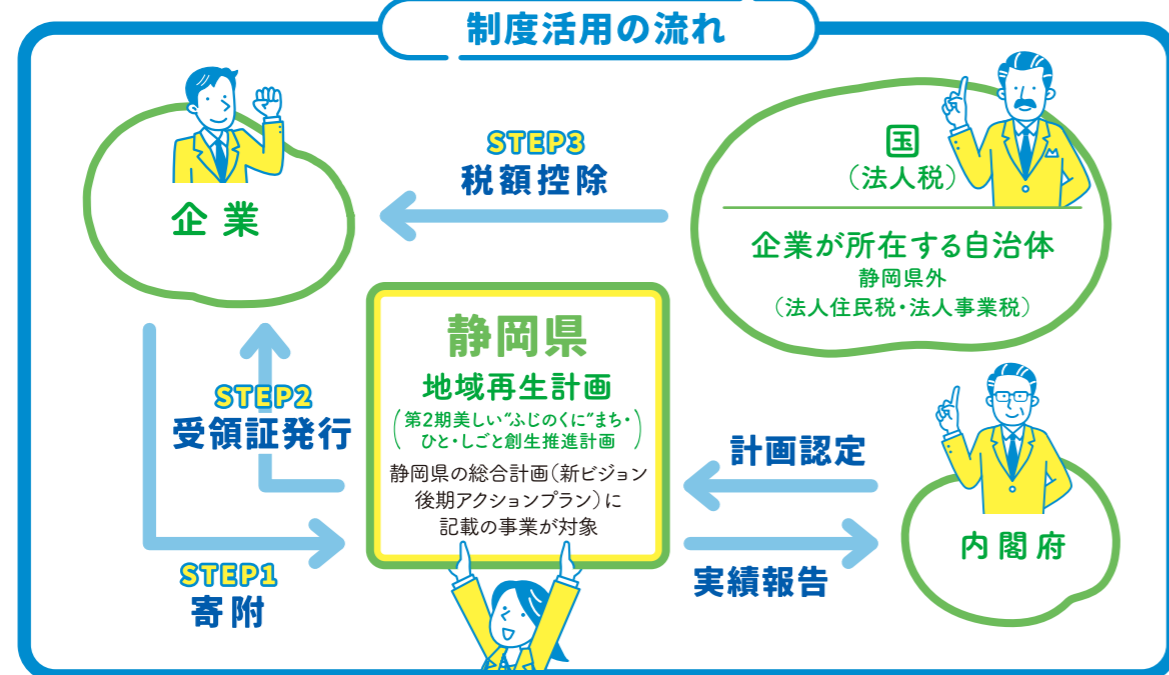 制度活用の流れ
企業
STEP3
税額控除
国
（法人税）
企業が所在する自治体
静岡県外
（法人住民税・法人事業税）
STEP2
受領証発行
STEP1
寄附
静岡県
地域再生計画
（第2期美しい“ふじのくに”まち・
ひと・しごと創生推進計画）
静岡県の総合計画（新ビジョン
後期アクションプラン）に
記載の事業が対象
計画認定
実績報告
内閣府